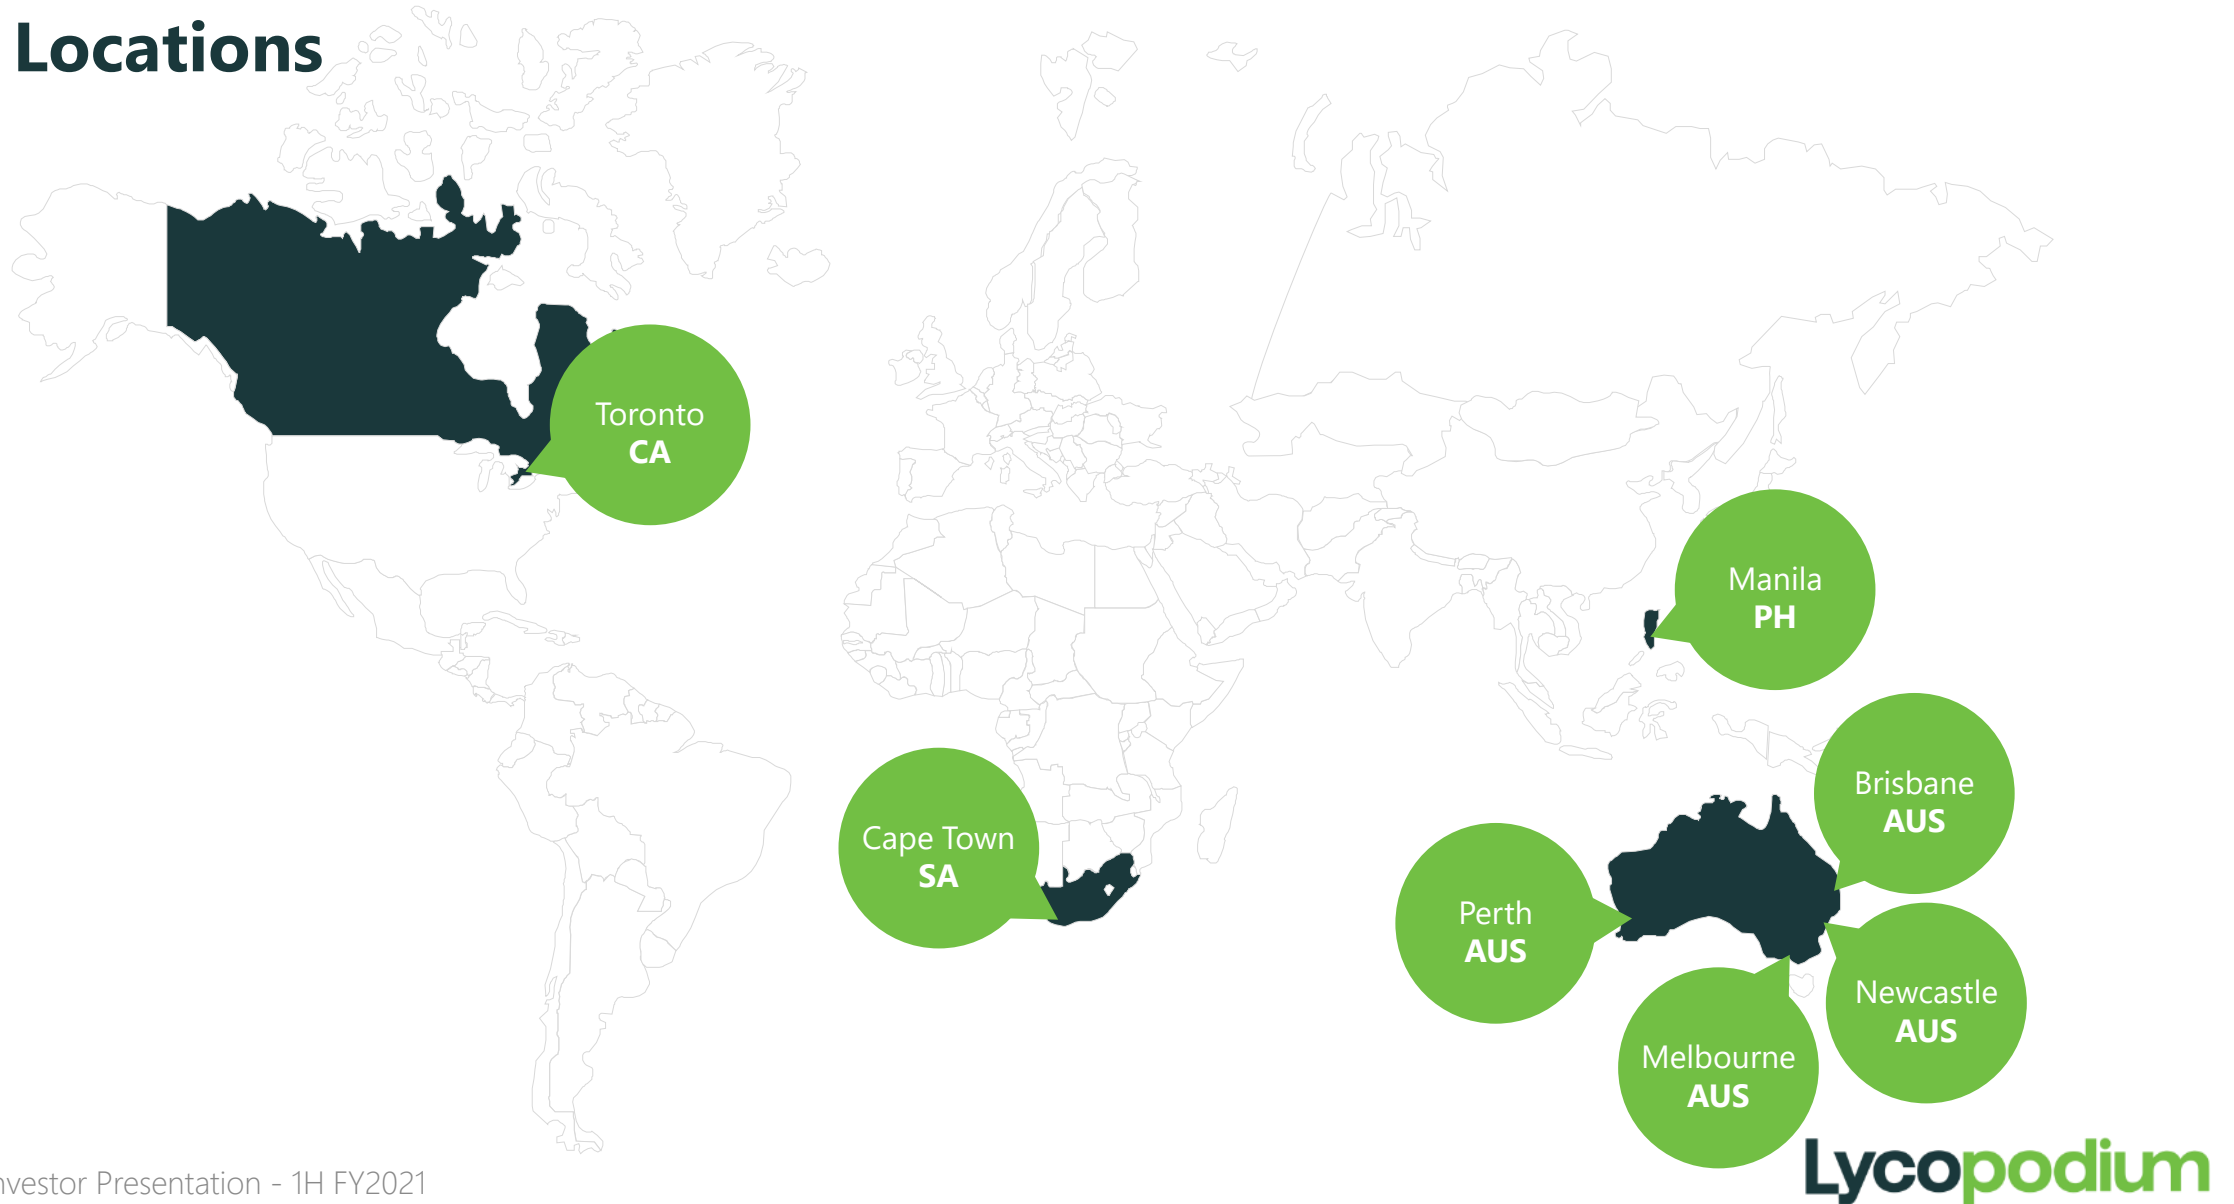 Locations
Toronto
CA
Manila
PH
Brisbane
AUS
Cape Town
SA
Perth
AUS
Newcastle
AUS
Melbourne
AUS
nvestor Presentation - 1H FY2021
Lycopodium